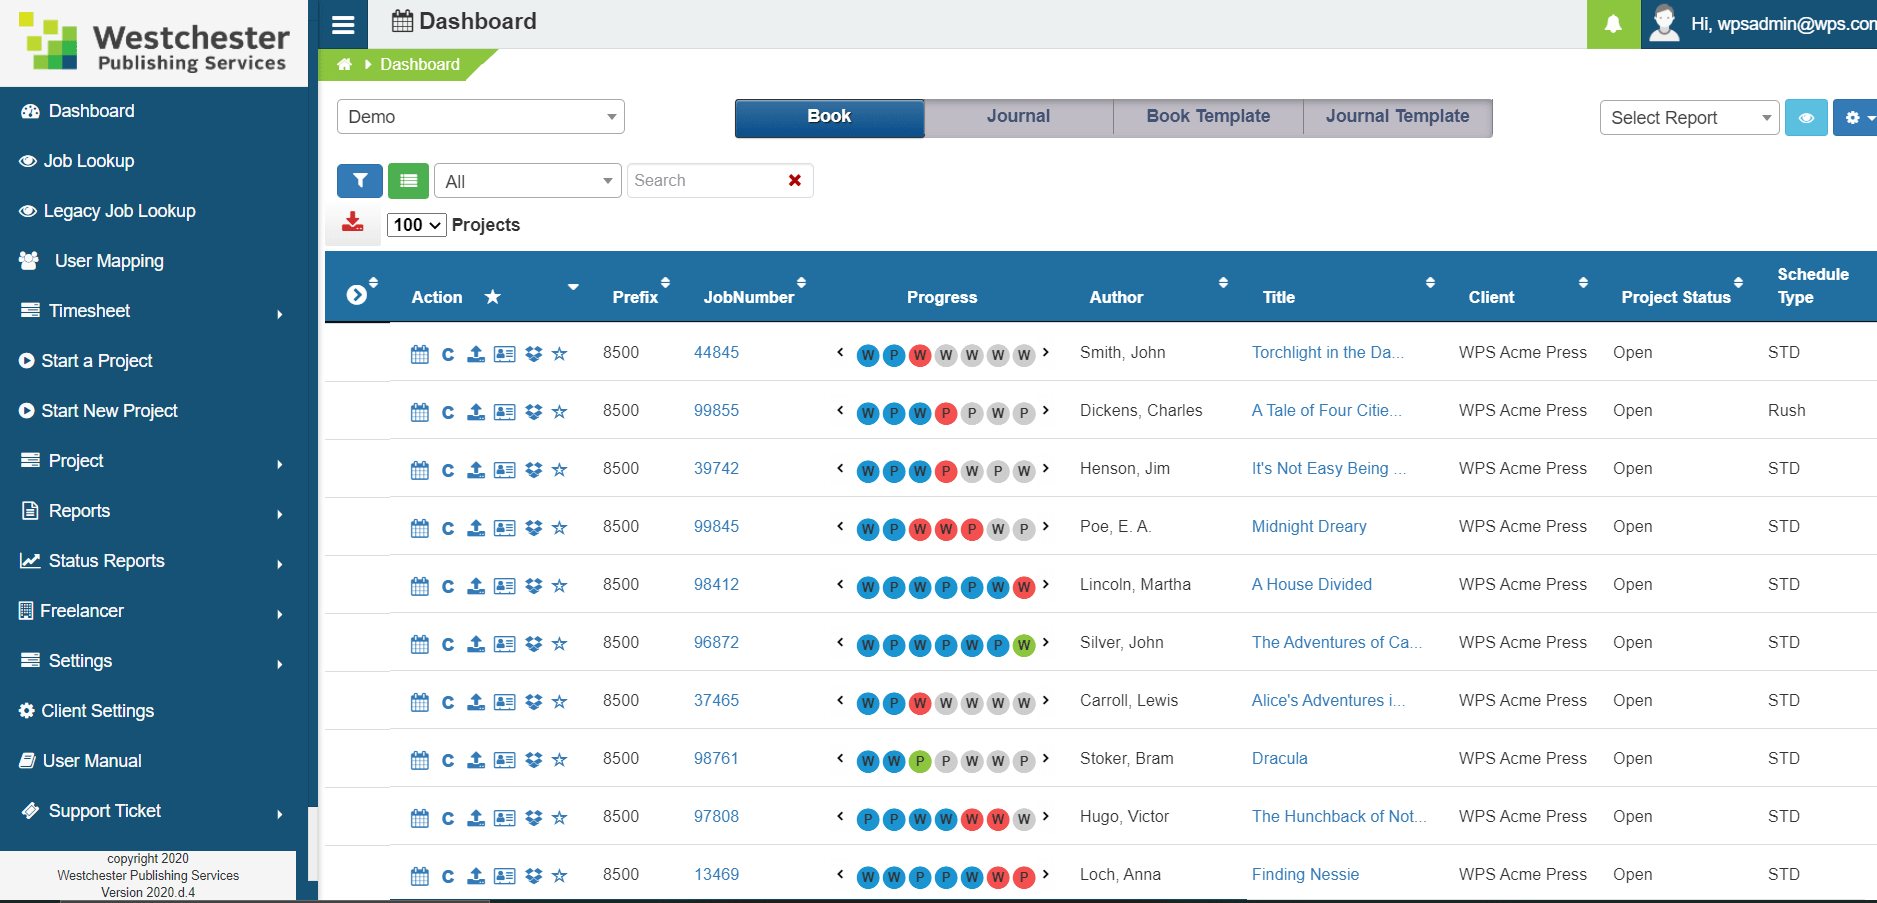 Westchester
Publishing Services
Dashboard
Hi, wpsadmin@wps.con
Dashboard
Dashboard
Job Lookup
Legacy Job Lookup
User Mapping
Timesheet
Start a Project
Start New Project
Project
Reports
Status Reports
Freelancer
Settings
Client Settings
User Manual
Support Ticket
copyright 2020
Westchester Publishing Services
Version 2020.d.4
Demo
Book Journal Book Template Journal Template
Select Report
All Search
100 Projects
Action Prefix JobNumber Progress Author Title Client Project Status Schedule
Type
C 8500 44845 W P W W W W W Smith, John Torchlight in the Da... WPS Acme Press Open STD
C 8500 99855 W P W P P W P Dickens, Charles A Tale of Four Citie... WPS Acme Press Open Rush
C 8500 39742 W P W P W P W Henson, Jim It's Not Easy Being ... WPS Acme Press Open STD
C 8500 99845 W P W W P W P Poe, E. A. Midnight Dreary WPS Acme Press Open STD
C 8500 98412 W P W P P W W Lincoln, Martha A House Divided WPS Acme Press Open STD
C 8500 96872 W P W P W P W Silver, John The Adventures of Ca... WPS Acme Press Open STD
C 8500 37465 W P W W W W W Carroll, Lewis Alice's Adventures i... WPS Acme Press Open STD
C 8500 98761 W W P P W W P Stoker, Bram Dracula WPS Acme Press Open STD
C 8500 97808 P P W W W W W Hugo, Victor The Hunchback of Not... WPS Acme Press Open STD
C 8500 13469 W W P P W W P Loch, Anna Finding Nessie WPS Acme Press Open STD